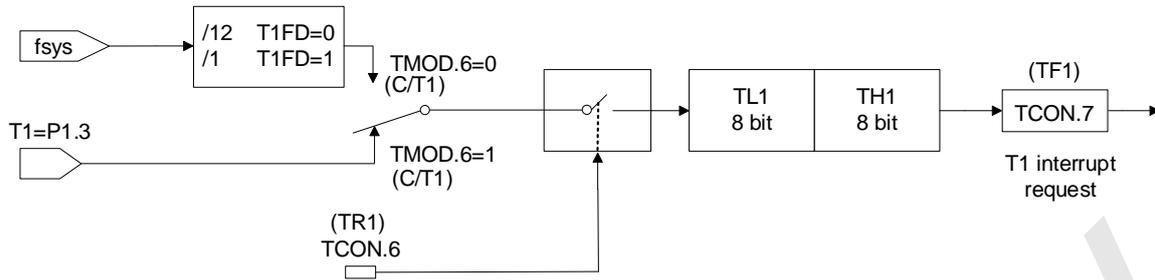 fsys
/12 T1FD=0
/1 T1FD=1
TMOD.6=0
(C/T1)
T1=P1.3
TMOD.6=1
(C/T1)
(TR1)
TCON.6
TL1
8 bit
TH1
8 bit
(TF1)
TCON.7
T1 interrupt
request